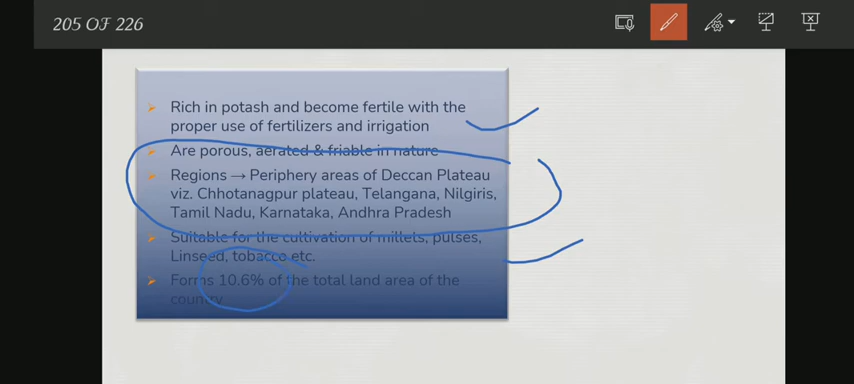 205 OF 226
Rich in potash and become fertile with the
proper use of fertilizers and irrigation
Are porous, aerated & friable in nature
Regions → Periphery areas of Deccan Plateau
viz. Chhotanagpur plateau, Telangana, Nilgiris,
Tamil Nadu, Karnataka, Andhra Pradesh
Suitable for the cultivation of millets, pulses,
Linseed, tobacco etc.
Forms 10.6% of the total land area of the
country